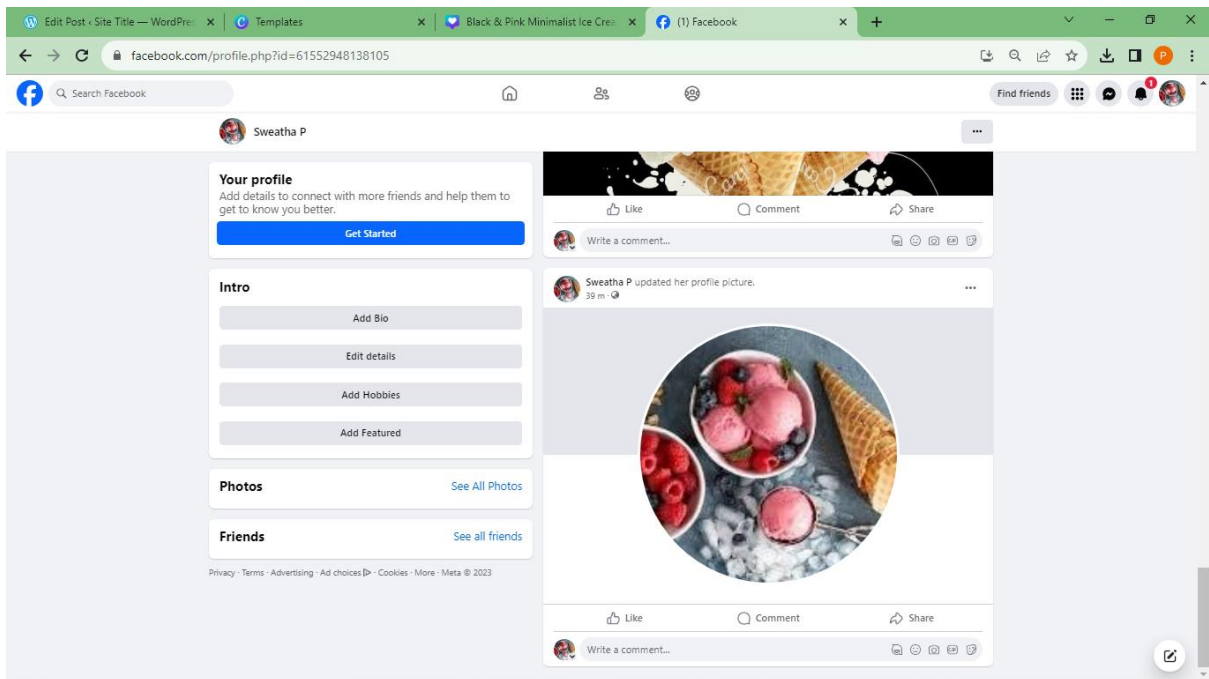 Edit Post ‹ Site Title — WordPres
Templates
Black & Pink Minimalist Ice Crea
(1) Facebook
facebook.com/profile.php?id=61552948138105
P
Search Facebook
Find friends
1
Sweatha P
Your profile
Add details to connect with more friends and help them to
get to know you better.
Get Started
Intro
Add Bio
Edit details
Add Hobbies
Add Featured
Photos
See All Photos
Friends
See all friends
Privacy · Terms · Advertising · Ad choices · Cookies · More · Meta © 2023
Like
Comment
Share
Write a comment...
GIF
Sweatha P updated her profile picture.
39 m
Like
Comment
Share
Write a comment...
GIF